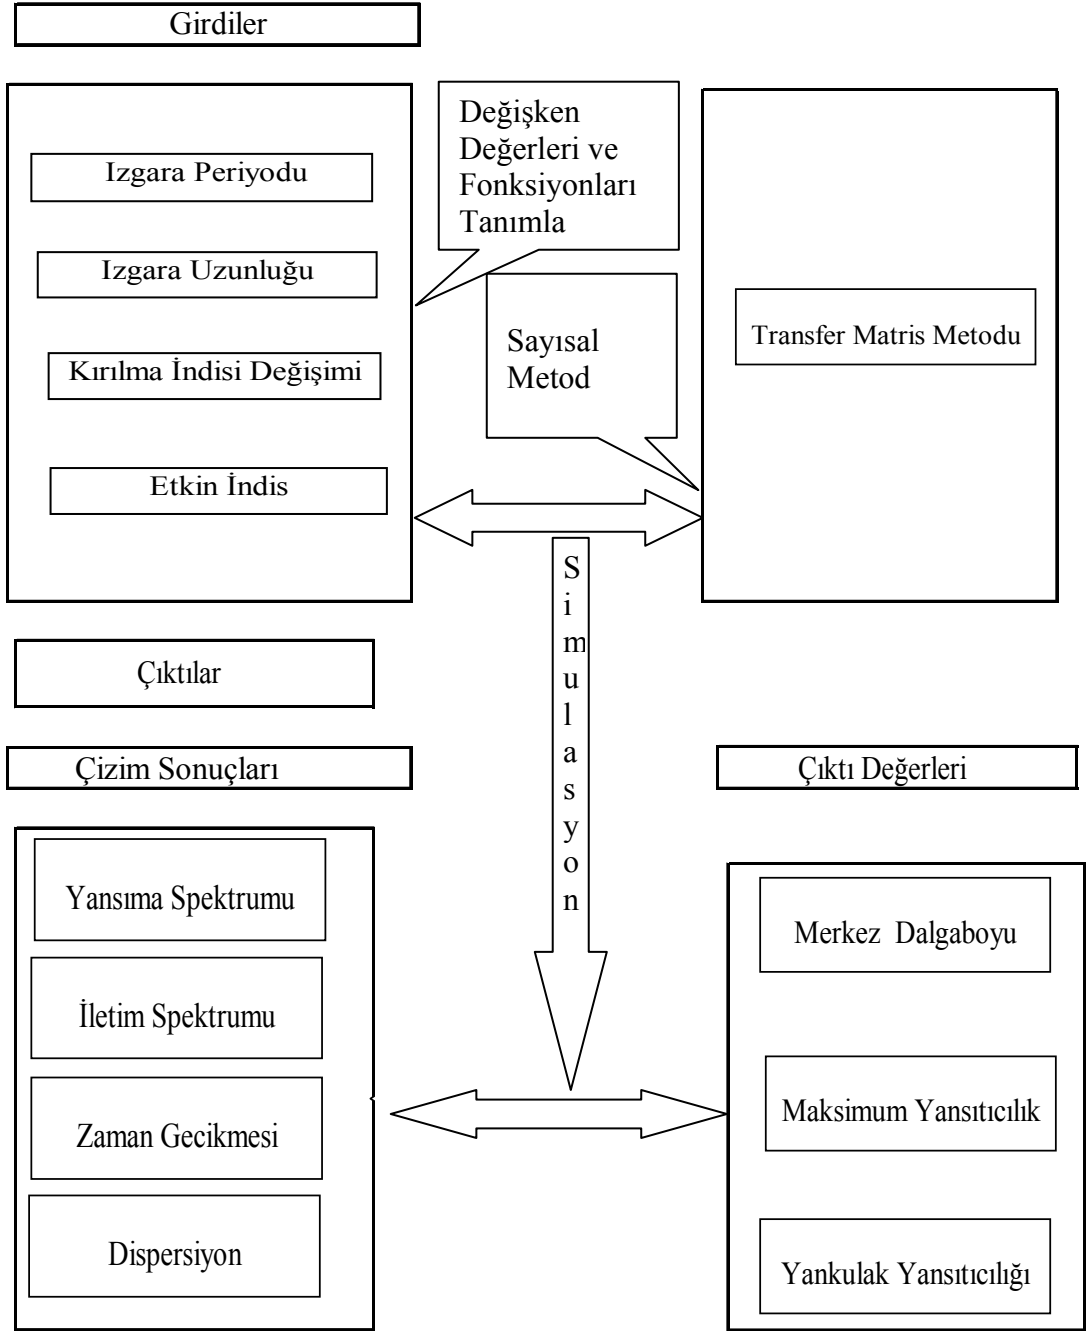 Girdiler
Izgara Periyodu
Izgara Uzunluğu
Kırılma İndisi Değişimi
Etkin İndis
Değişken
Değerleri ve
Fonksiyonları
Tanımla
Sayısal
Metod
Transfer Matris Metodu
S
i
m
u
l
a
s
y
o
n
Çıktılar
Çizim Sonuçları
Yansıma Spektrumu
İletim Spektrumu
Zaman Gecikmesi
Dispersiyon
Çıktı Değerleri
Merkez Dalgaboyu
Maksimum Yansıtıcılık
Yankulak Yansıtıcılığı